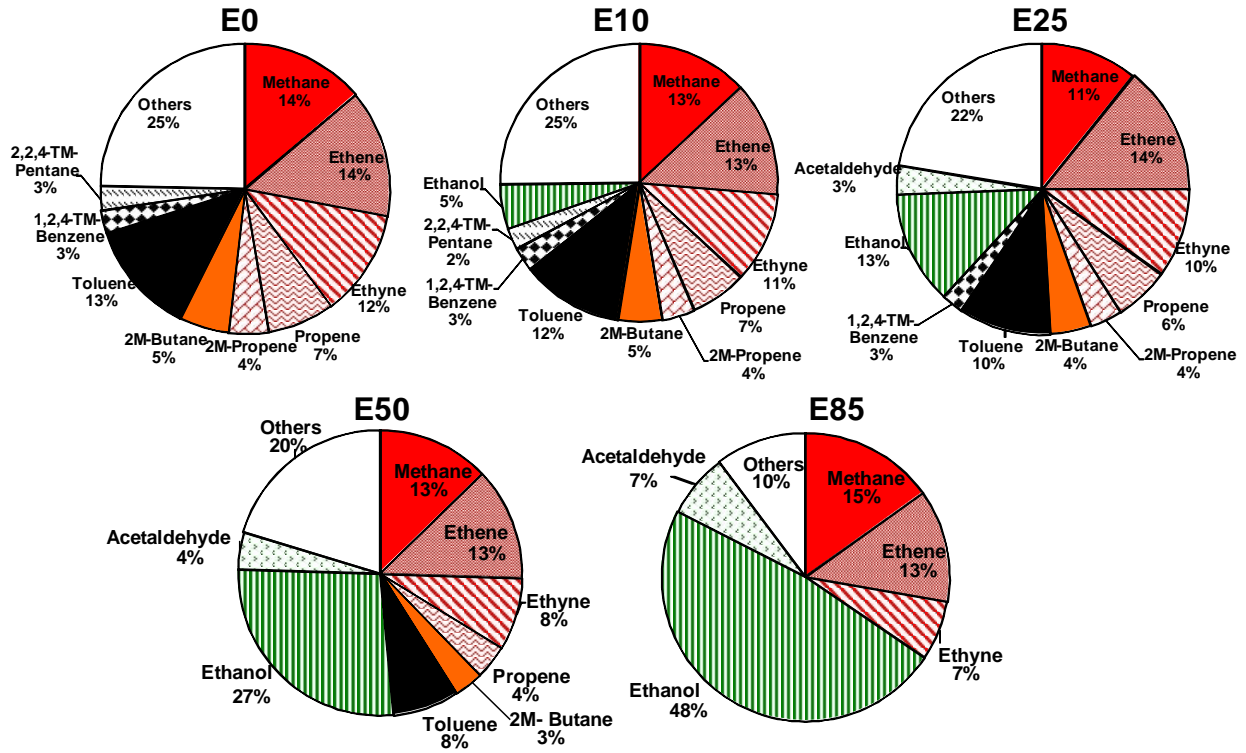 E0
Methane
14%
Ethene
14%
Ethyne
12%
Propene
7%
2M-Propene
4%
2M-Butane
5%
Toluene
13%
1,2,4-TM-
Benzene
3%
2,2,4-TM-
Pentane
3%
Others
25%
E10
Methane
13%
Ethene
13%
Ethyne
11%
Propene
7%
2M-Propene
4%
2M-Butane
5%
Toluene
12%
1,2,4-TM-
Benzene
3%
2,2,4-TM-
Pentane
2%
Ethanol
5%
Others
25%
E25
Methane
11%
Ethene
14%
Ethyne
10%
Propene
6%
2M-Propene
4%
2M-Butane
4%
Toluene
10%
1,2,4-TM-
Benzene
3%
Ethanol
13%
Acetaldehyde
3%
Others
22%
E50
Methane
13%
Ethene
13%
Ethyne
8%
Propene
4%
2M- Butane
3%
Toluene
8%
Ethanol
27%
Acetaldehyde
4%
Others
20%
E85
Methane
15%
Ethene
13%
Ethyne
7%
Ethanol
48%
Acetaldehyde
7%
Others
10%